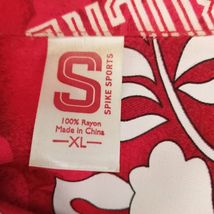 S
SPIKE SPORTS
100% Rayon
Made in China
-XL-